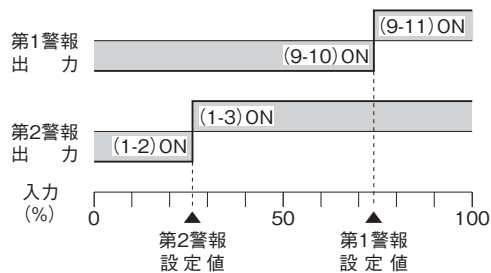 (9-11)ON
第1警報
出　力
(9-10)ON
(1-3)ON
第2警報
出　力
(1-2)ON
入力
(%)
0 50 100
第2警報 第1警報
設定値 設定値